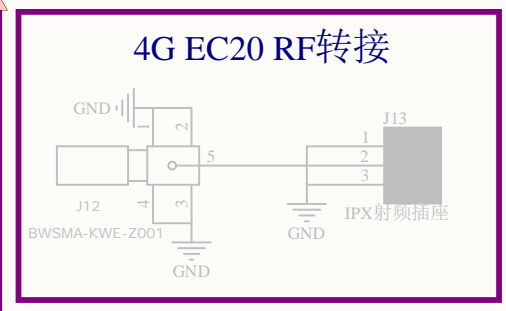 4G EC20 RF转接
GND
1
2
5
4
3
J12
BWSMA-KWE-Z001
GND
J13
1
2
3
IPX射频插座
GND